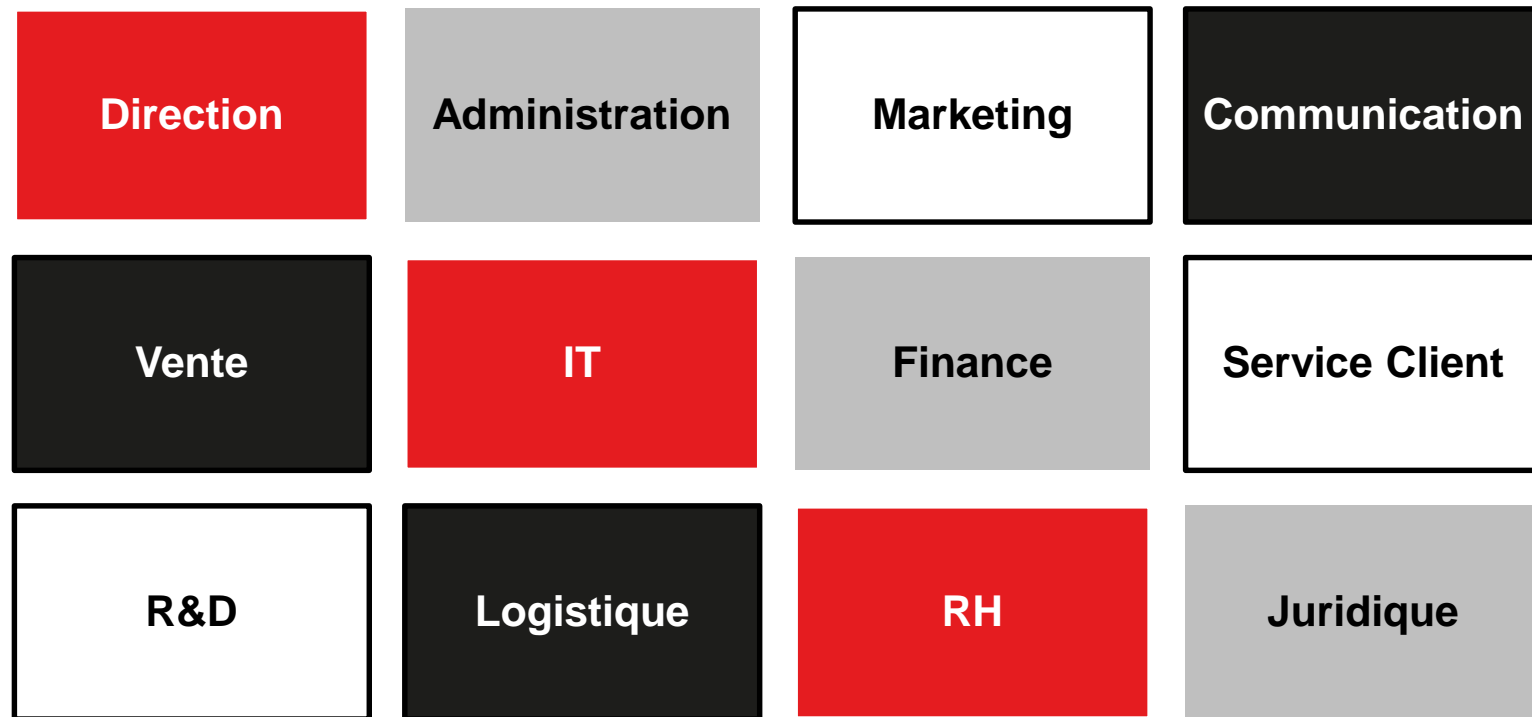 Direction
Administration
Marketing
Communication
Vente
IT
Finance
Service Client
R&D
Logistique
RH
Juridique